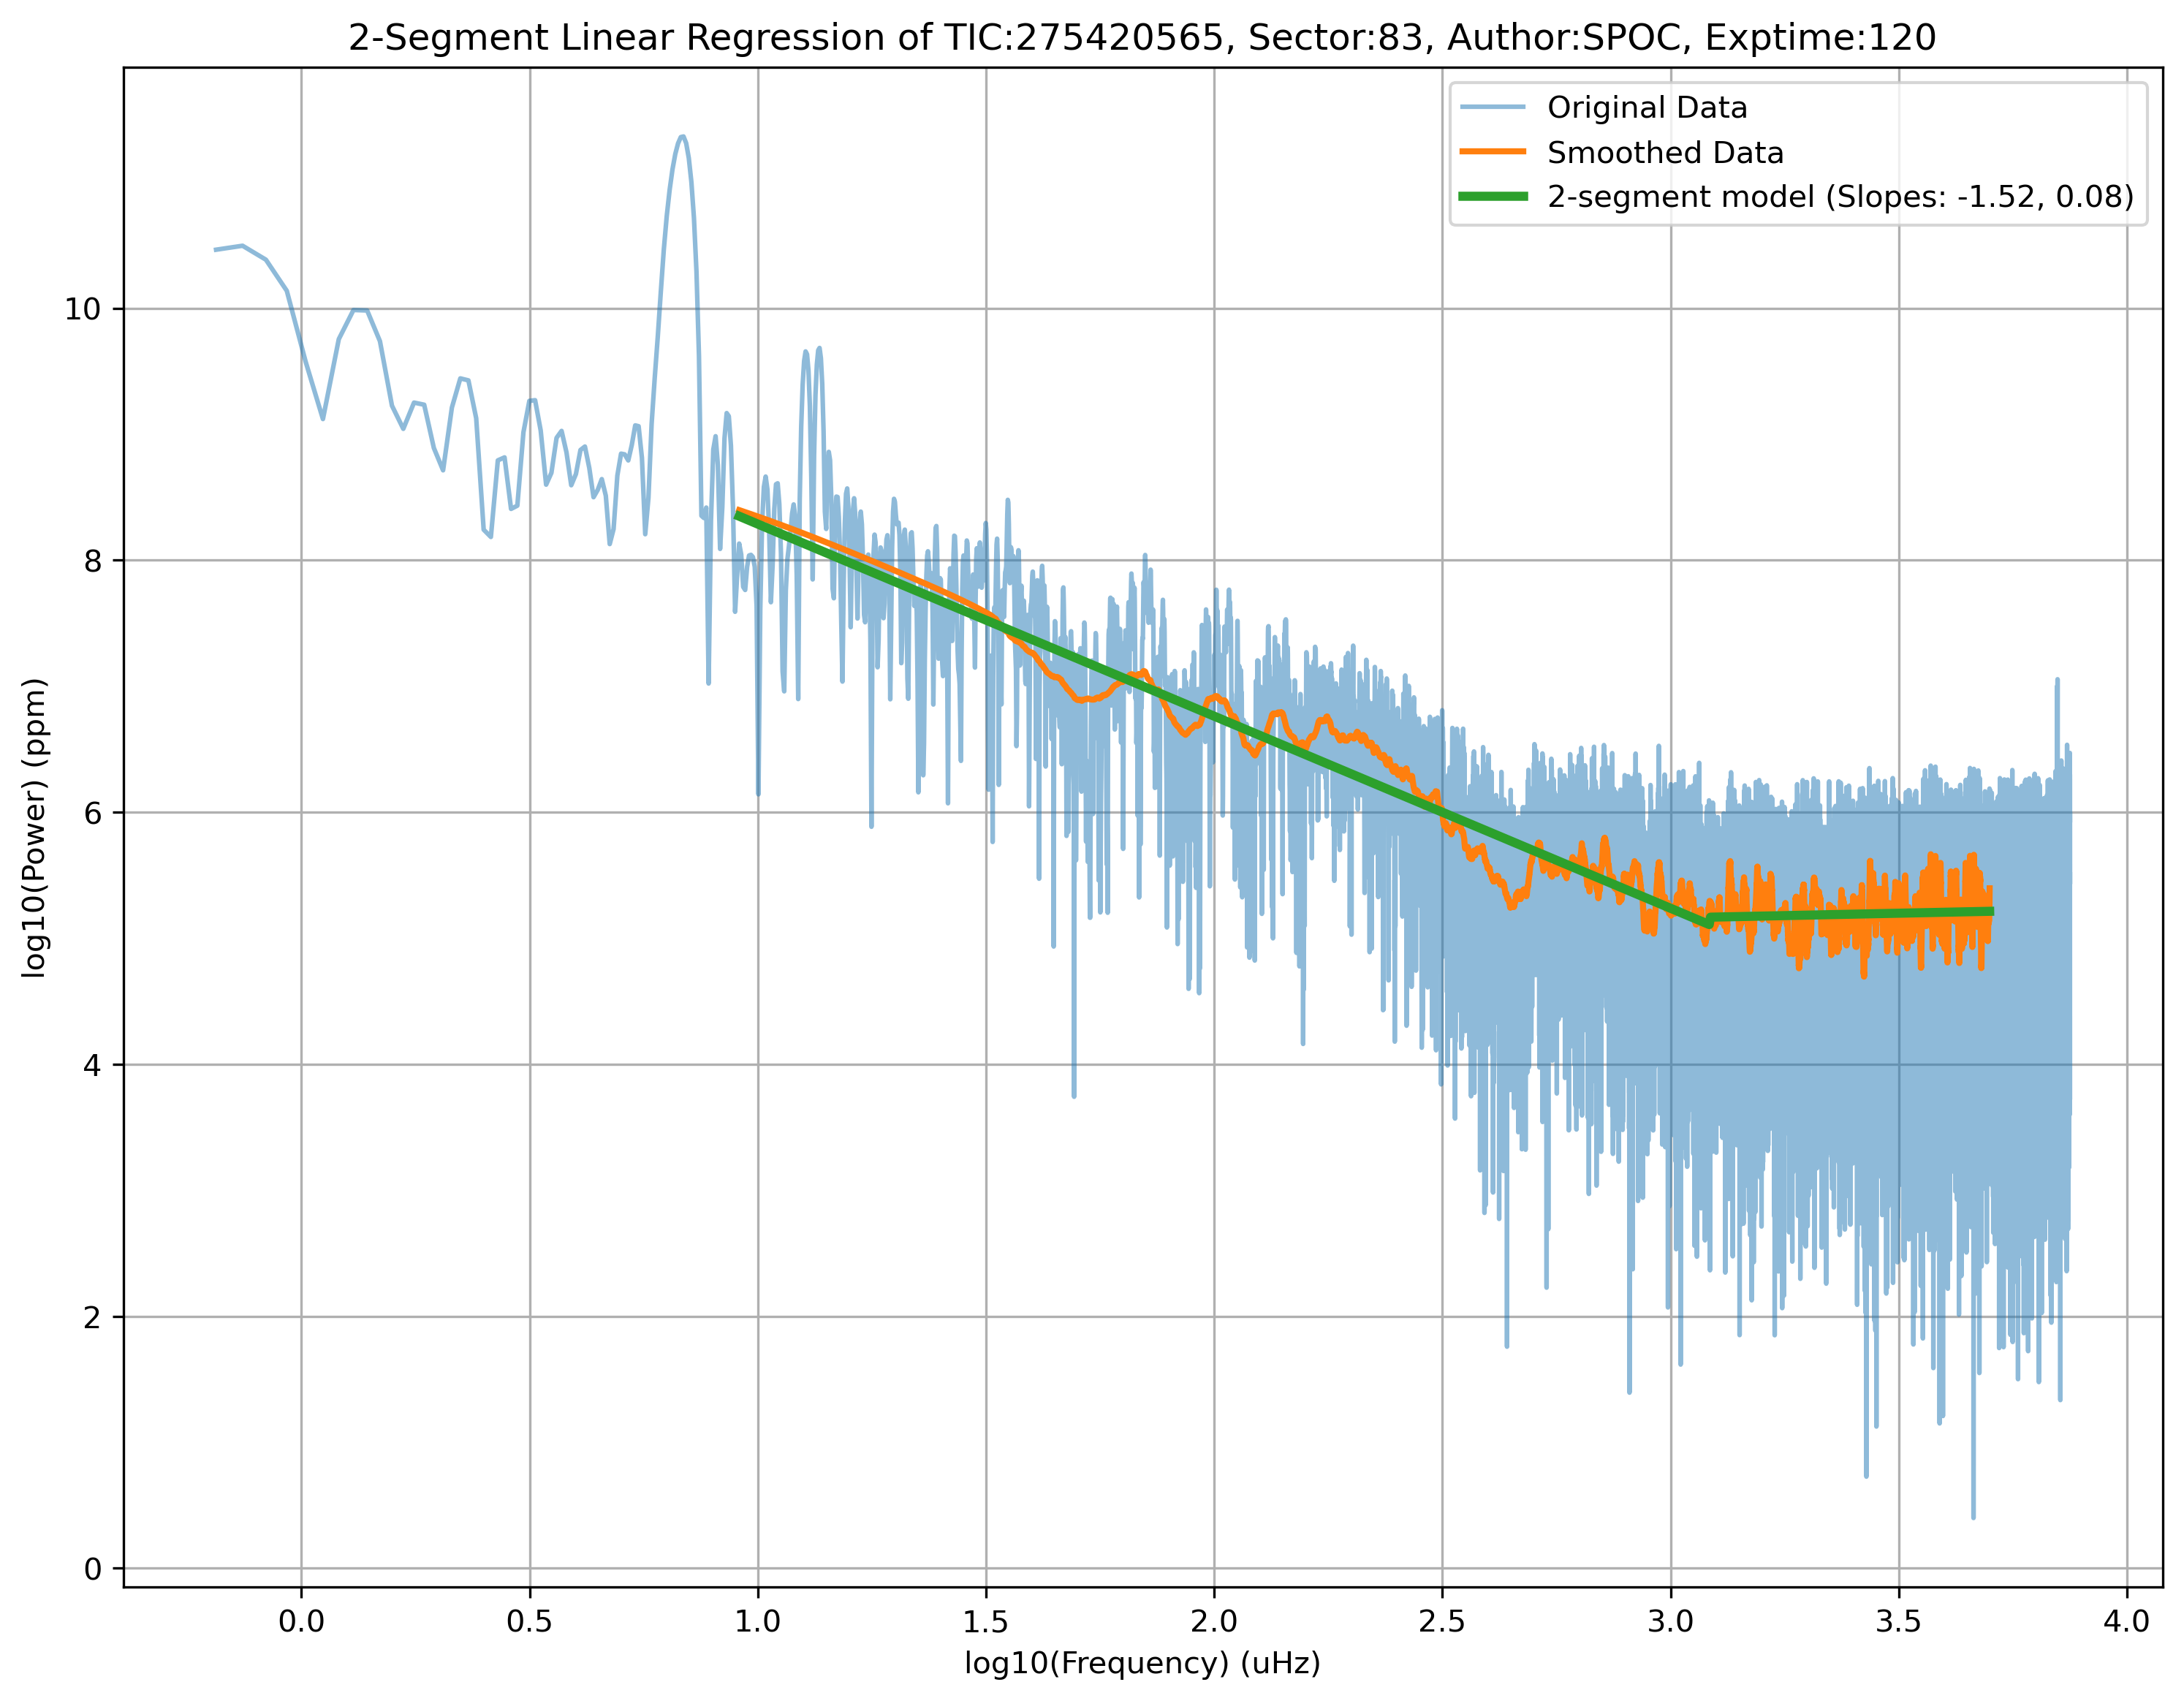 2-Segment Linear Regression of TIC:275420565, Sector:83, Author:SPOC, Exptime:120
Original Data
Smoothed Data
2-segment model (Slopes: -1.52, 0.08)
log10(Power) (ppm)
10
8
6
4
2
0
0.0 0.5 1.0 1.5 2.0 2.5 3.0 3.5 4.0
log10(Frequency) (uHz)